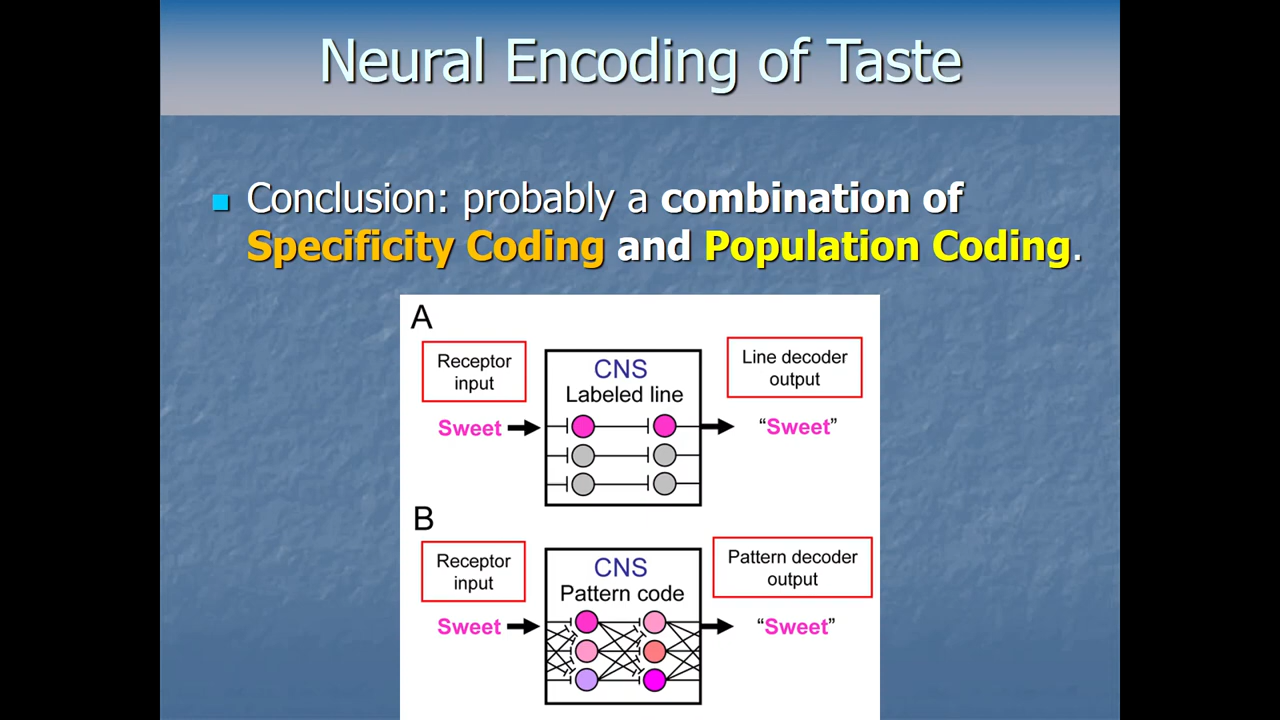 Neural Encoding of Taste
Conclusion: probably a combination of
Specificity Coding and Population Coding.
A
Receptor
input
CNS
Labeled line
Line decoder
output
Sweet
“Sweet”
B
Receptor
input
CNS
Pattern code
Pattern decoder
output
Sweet
“Sweet”